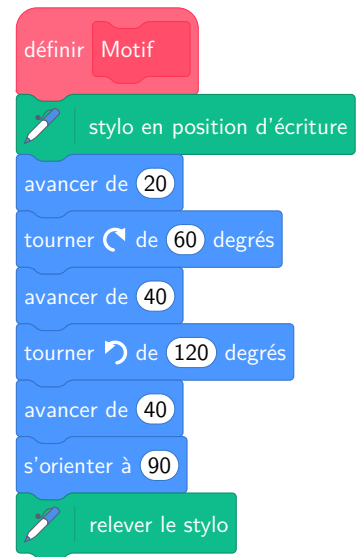 définir Motif
stylo en position d'écriture
avancer de 20
tourner de 60 degrés
avancer de 40
tourner de 120 degrés
avancer de 40
s'orienter à 90
relever le stylo